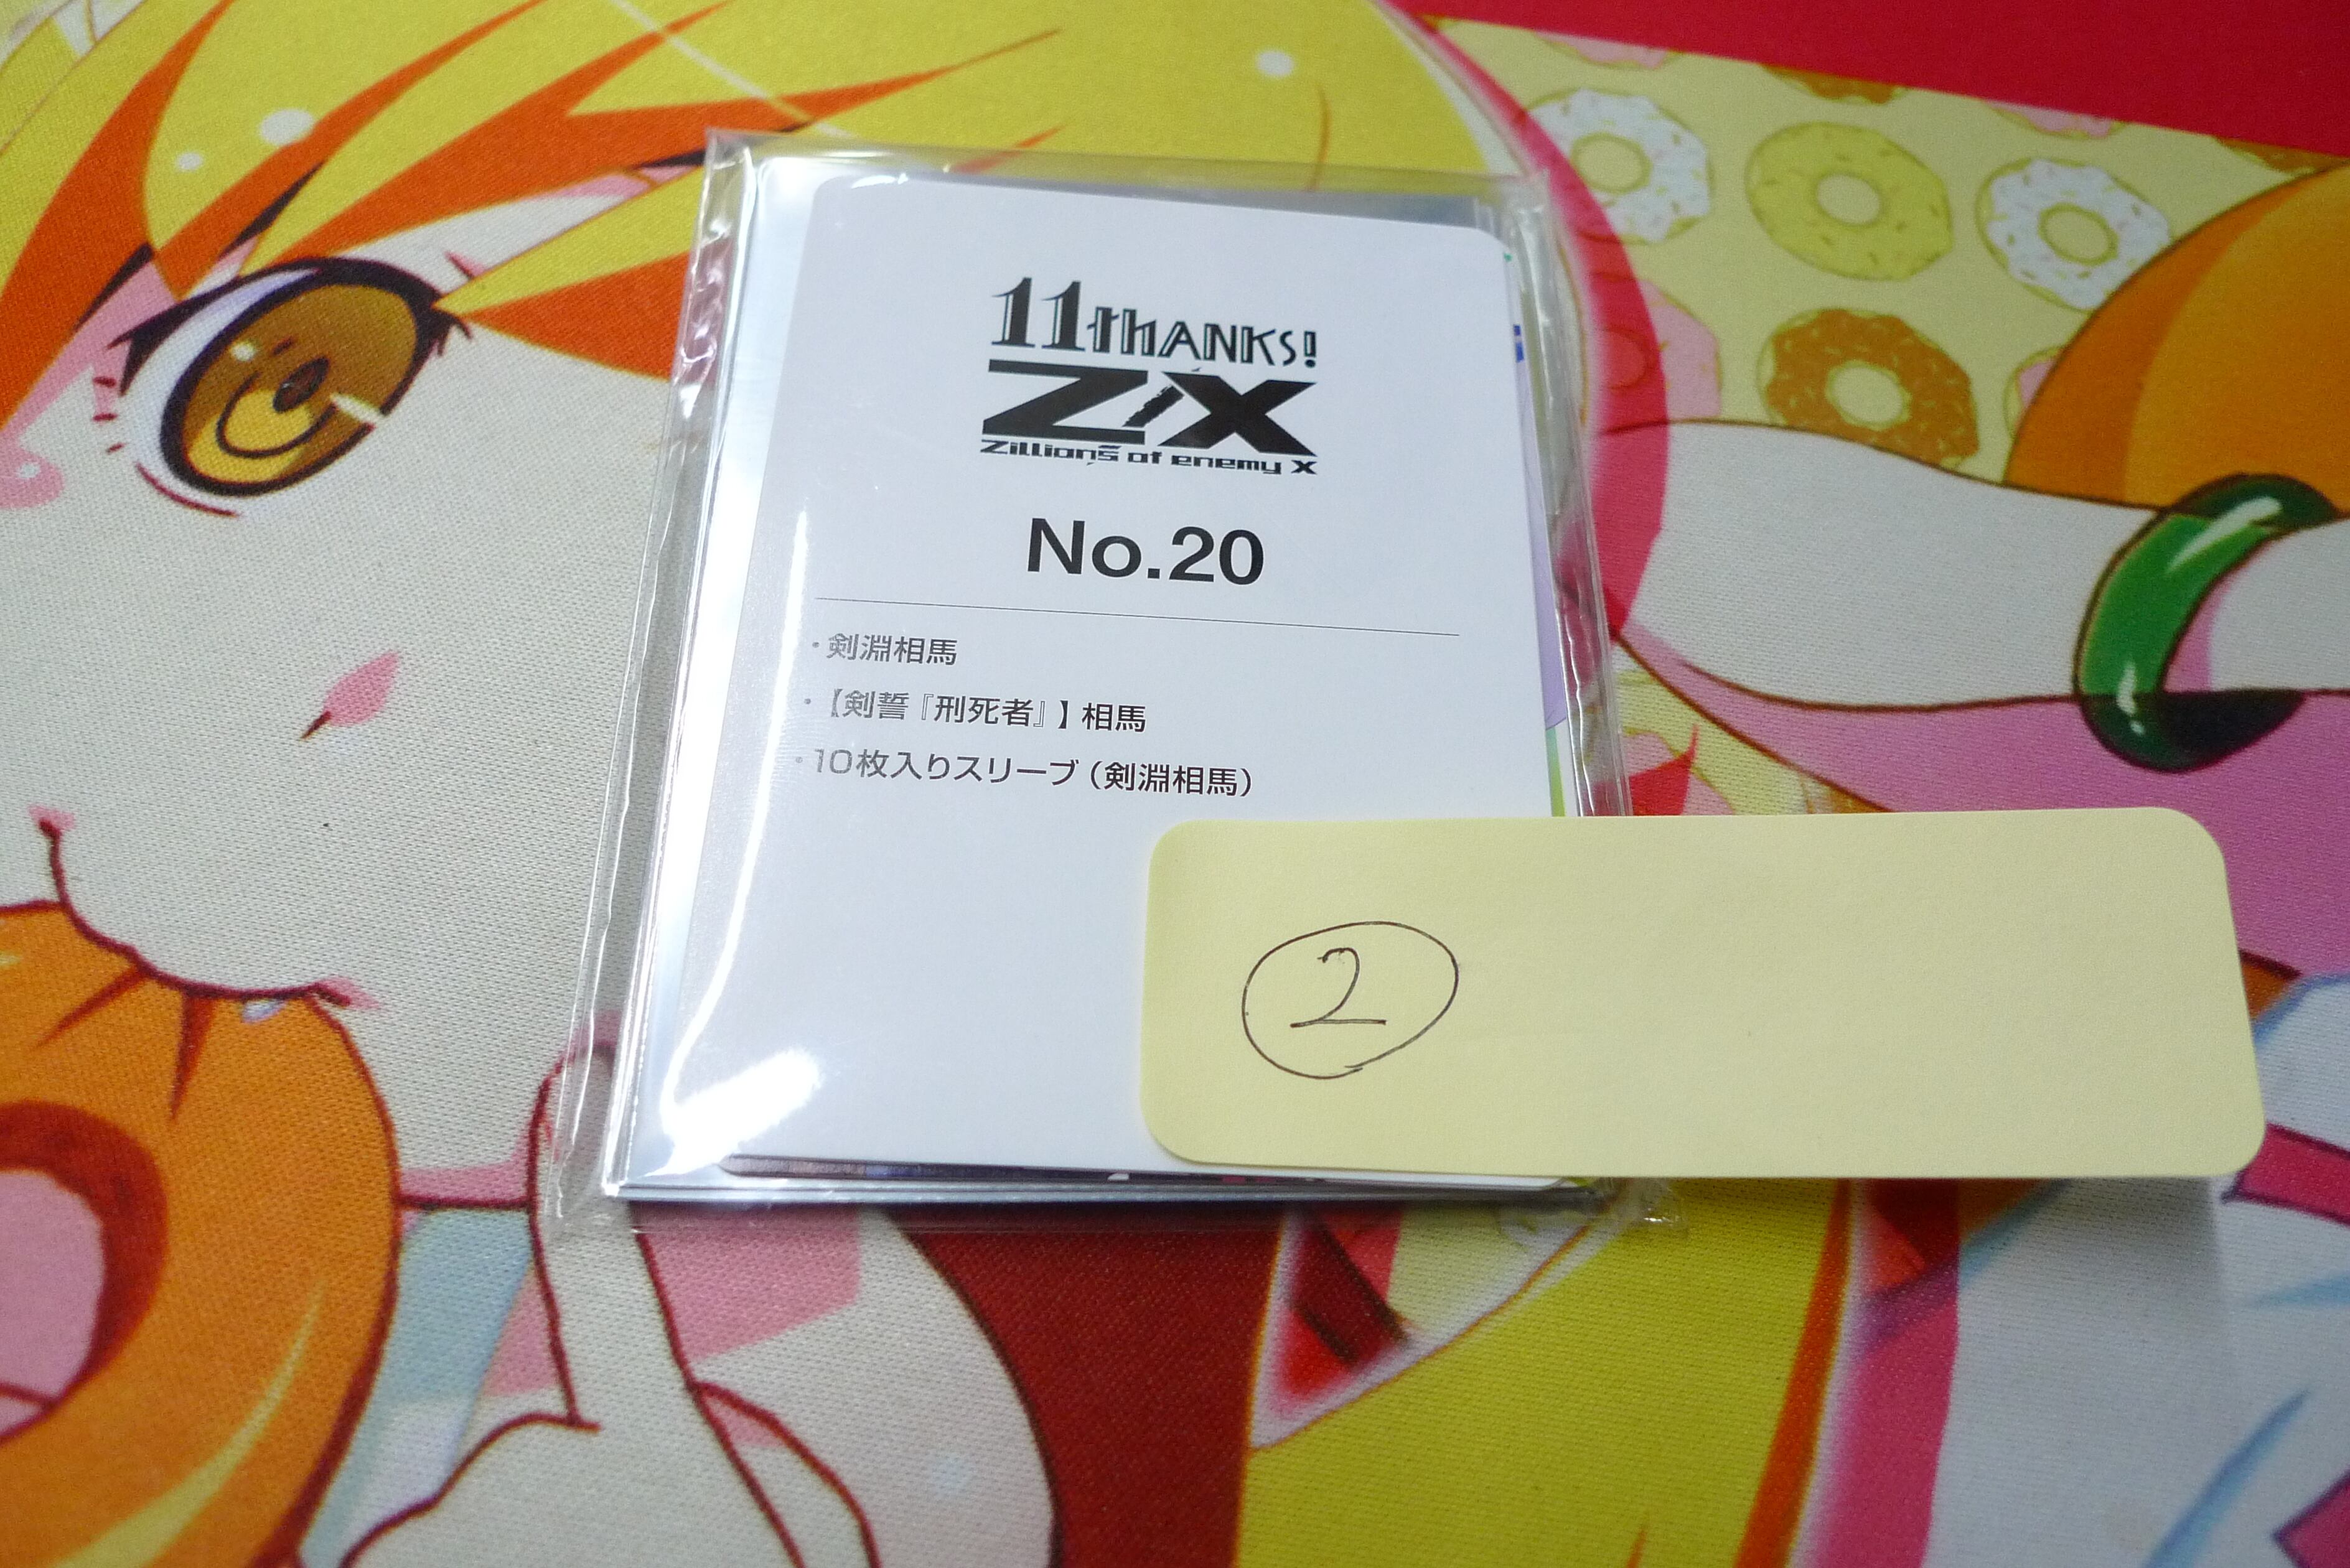 11thANKS!
Z/X
Zillions of enemy X
No.20
・剣淵相馬
・【剣誓『刑死者』】相馬
・10枚入りスリーブ（剣淵相馬）
②